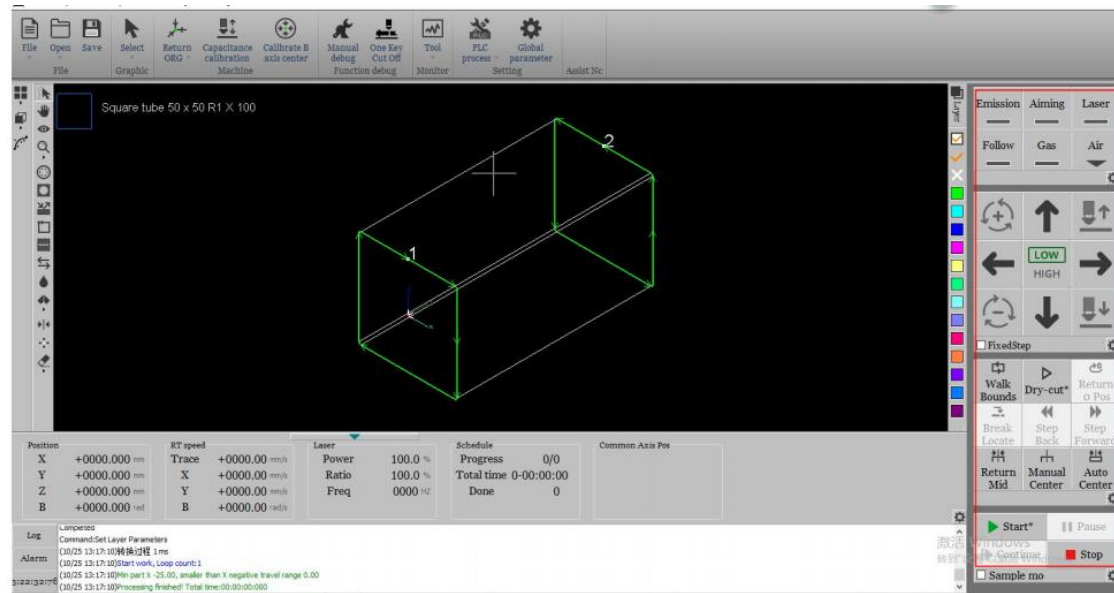 File Open Save Select Return ORG Capacitance calibration Calibrate B axis center Manual debug One Key Cut Off Tool PLC process Global parameter
File Graphic Machine Function debug Monitor Setting Assist Nc
Square tube 50 x 50 R1 X 100
Layer
1
2
Emission Aiming Laser
Follow Gas Air
LOW
HIGH
FixedStep
Walk Bounds Dry-cut* Return o Pos
Break Locate Step Back Step Forward
Return Mid Manual Center Auto Center
Start* Pause
Continue Stop
Sample mo
Position RT speed Laser Schedule Common Axis Pos
X +0000.000 mm Trace +0000.00 mm/s Power 100.0 % Progress 0/0
Y +0000.000 mm X +0000.00 mm/s Ratio 100.0 % Total time 0-00:00:00
Z +0000.000 mm Y +0000.00 mm/s Freq 0000 HZ Done 0
B +0000.000 rad B +0000.00 rad/s
Log
Alarm
Completed
Command:Set Layer Parameters
(10/25 13:17:10)转换过程 1ms
(10/25 13:17:10)Start work, Loop count:1
(10/25 13:17:10)Min part X -25.00, smaller than X negative travel range 0.00
(10/25 13:17:10)Processing finished! Total time:00:00:00:000
激活 Windows